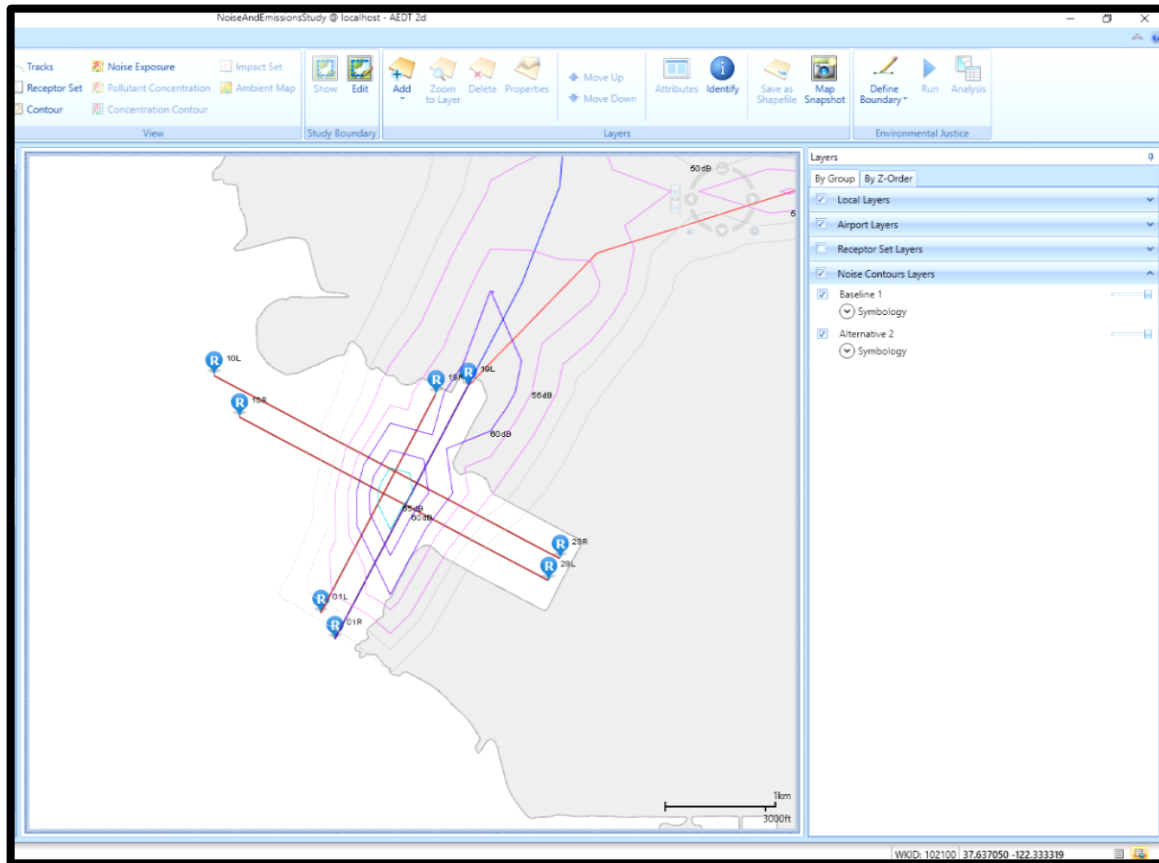 NoiseAndEmissionsStudy @ localhost - AEDT 2d
Tracks
Noise Exposure
Impact Set
Receptor Set
Pollutant Concentration
Ambient Map
Contour
Concentration Contour
View
Show
Edit
Study Boundary
Add
Zoom to Layer
Delete
Properties
Move Up
Move Down
Attributes
Identify
Save as Shapefile
Map Snapshot
Layers
Define Boundary
Run
Analysis
Environmental Justice
Layers
By Group
By Z-Order
Local Layers
Airport Layers
Receptor Set Layers
Noise Contours Layers
Baseline 1
Symbology
Alternative 2
Symbology
50dB
R 10L
R
R 19L
R
55dB
60dB
60dB
R 28R
R 28L
R 01L
R 01R
1km
3000ft
WKID: 102100 37.637050 -122.333319